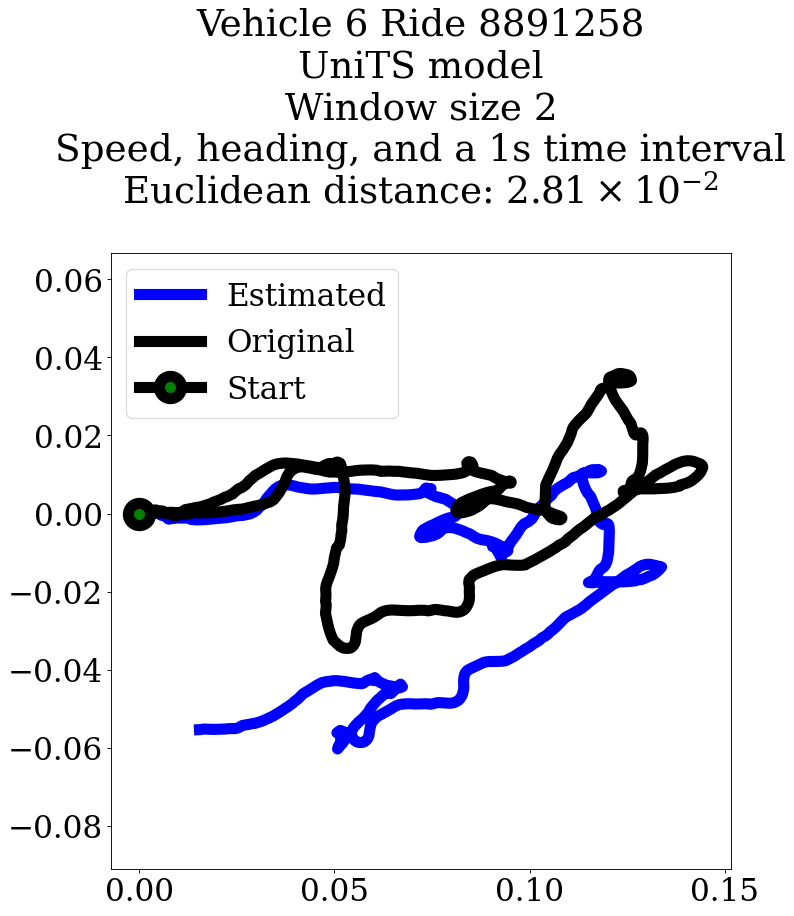 Vehicle 6 Ride 8891258
UniTS model
Window size 2
Speed, heading, and a 1s time interval
Euclidean distance: 2.81 × 10⁻²
0.06
0.04
0.02
0.00
−0.02
−0.04
−0.06
−0.08
Estimated
Original
Start
0.00 0.05 0.10 0.15